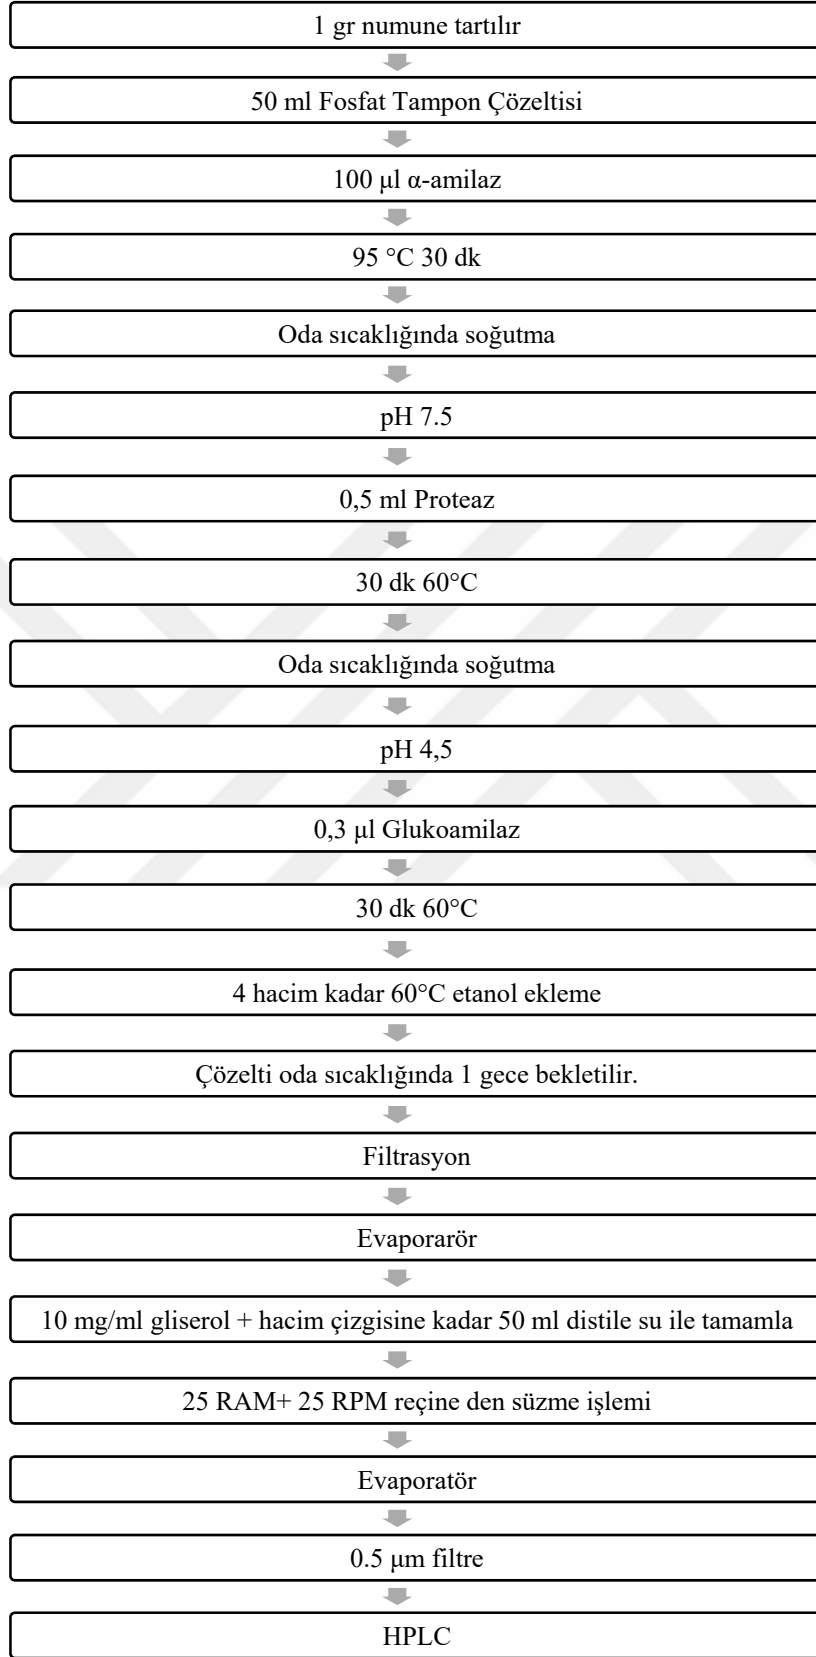 1 gr numune tartılır
50 ml Fosfat Tampon Çözeltisi
100 µl α-amilaz
95 °C 30 dk
Oda sıcaklığında soğutma
pH 7.5
0,5 ml Proteaz
30 dk 60°C
Oda sıcaklığında soğutma
pH 4,5
0,3 µl Glukoamilaz
30 dk 60°C
4 hacim kadar 60°C etanol ekleme
Çözelti oda sıcaklığında 1 gece bekletilir.
Filtrasyon
Evaporarör
10 mg/ml gliserol + hacim çizgisine kadar 50 ml distile su ile tamamla
25 RAM+ 25 RPM reçine den süzme işlemi
Evaporatör
0.5 µm filtre
HPLC